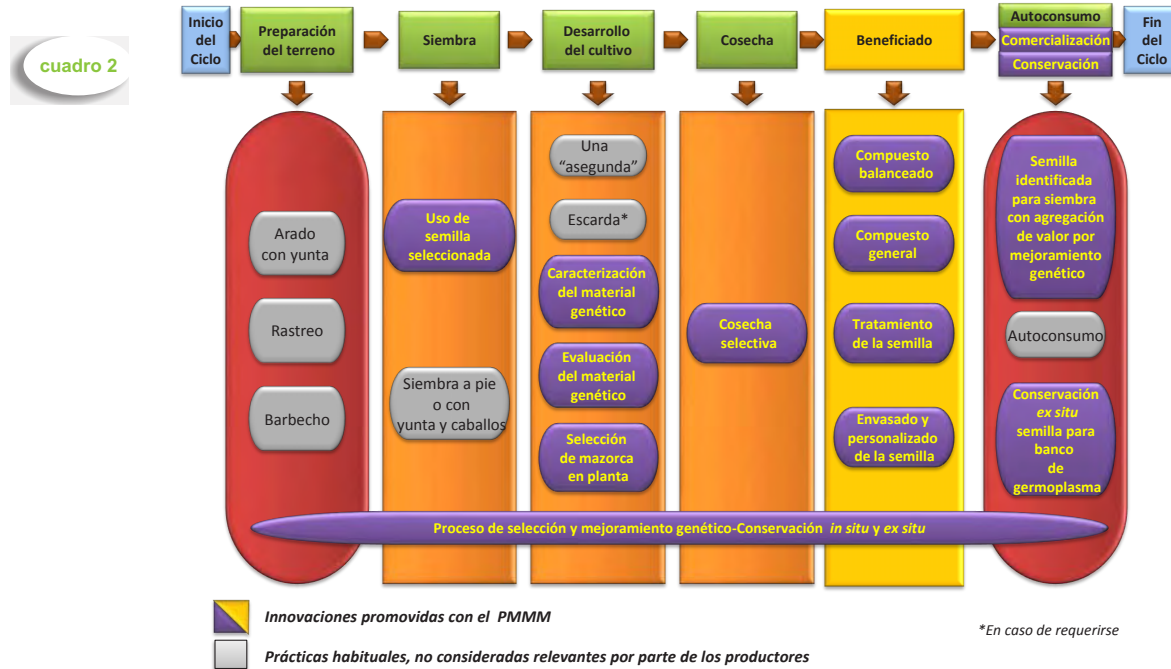 cuadro 2
Inicio
del
Ciclo
Preparación
del terreno
Siembra
Desarrollo
del cultivo
Cosecha
Beneficiado
Autoconsumo
Comercialización
Conservación
Fin
del
Ciclo
Arado
con yunta
Rastreo
Barbecho
Uso de
semilla
seleccionada
Siembra a pie
o con
yunta y caballos
Una
“asegunda”
Escarda*
Caracterización
del material
genético
Evaluación
del material
genético
Selección
de mazorca
en planta
Cosecha
selectiva
Compuesto
balanceado
Compuesto
general
Tratamiento
de la semilla
Envasado y
personalizado
de la semilla
Semilla
identificada
para siembra
con agregación
de valor por
mejoramiento
genético
Autoconsumo
Conservación
ex situ
semilla para
banco
de
germoplasma
Proceso de selección y mejoramiento genético-Conservación in situ y ex situ
Innovaciones promovidas con el PMMM
*En caso de requerirse
Prácticas habituales, no consideradas relevantes por parte de los productores